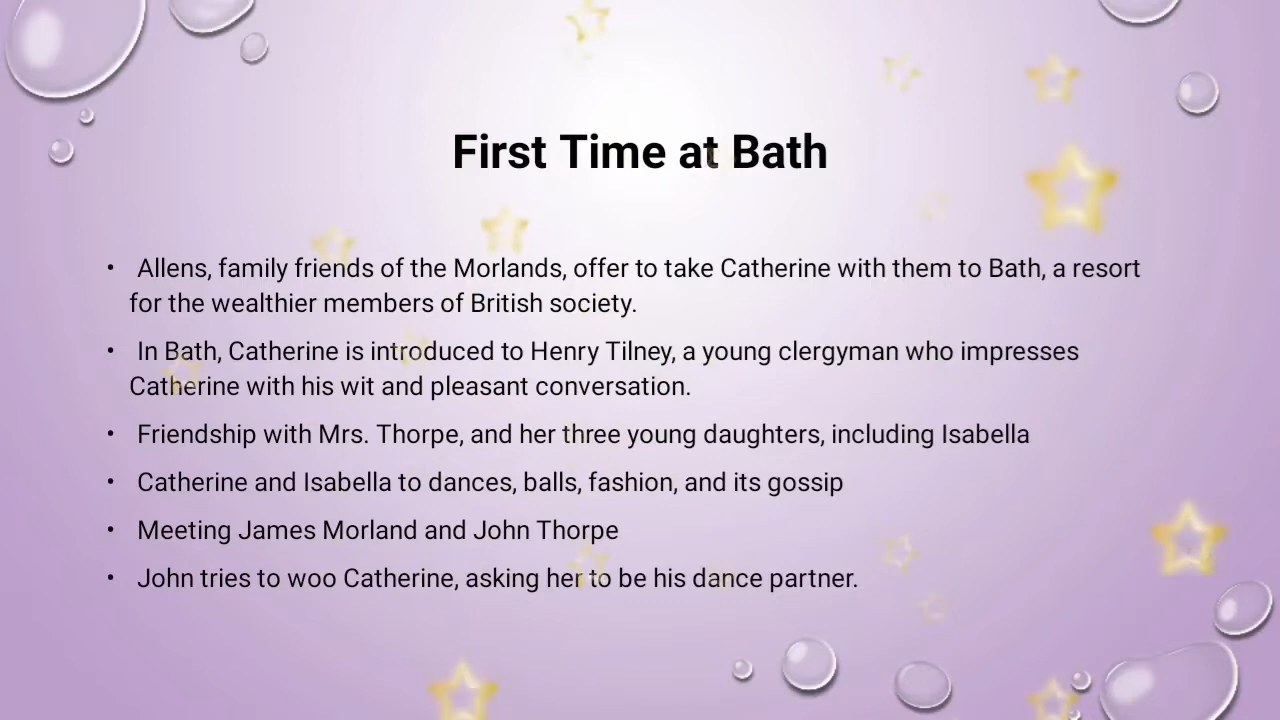 First Time at Bath
• Allens, family friends of the Morlands, offer to take Catherine with them to Bath, a resort
for the wealthier members of British society.
• In Bath, Catherine is introduced to Henry Tilney, a young clergyman who impresses
Catherine with his wit and pleasant conversation.
• Friendship with Mrs. Thorpe, and her three young daughters, including Isabella
• Catherine and Isabella to dances, balls, fashion, and its gossip
• Meeting James Morland and John Thorpe
• John tries to woo Catherine, asking her to be his dance partner.